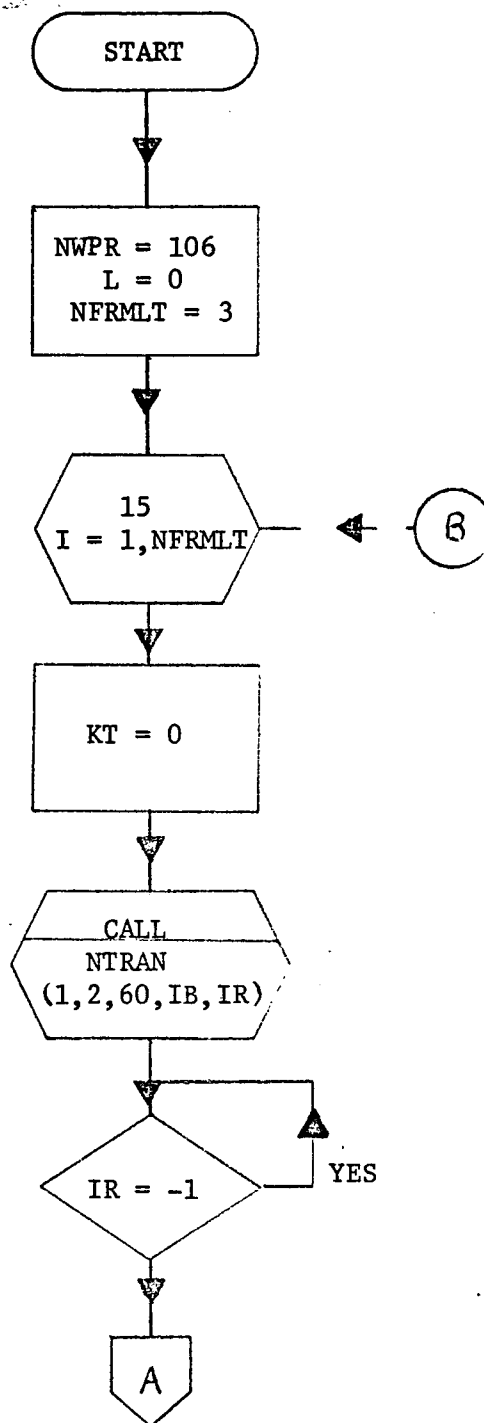 START
NWPR = 106
L = 0
NFRMLT = 3
15
I = 1,NFRMLT
B
KT = 0
CALL
NTRAN
(1,2,60,IB,IR)
IR = -1
YES
A